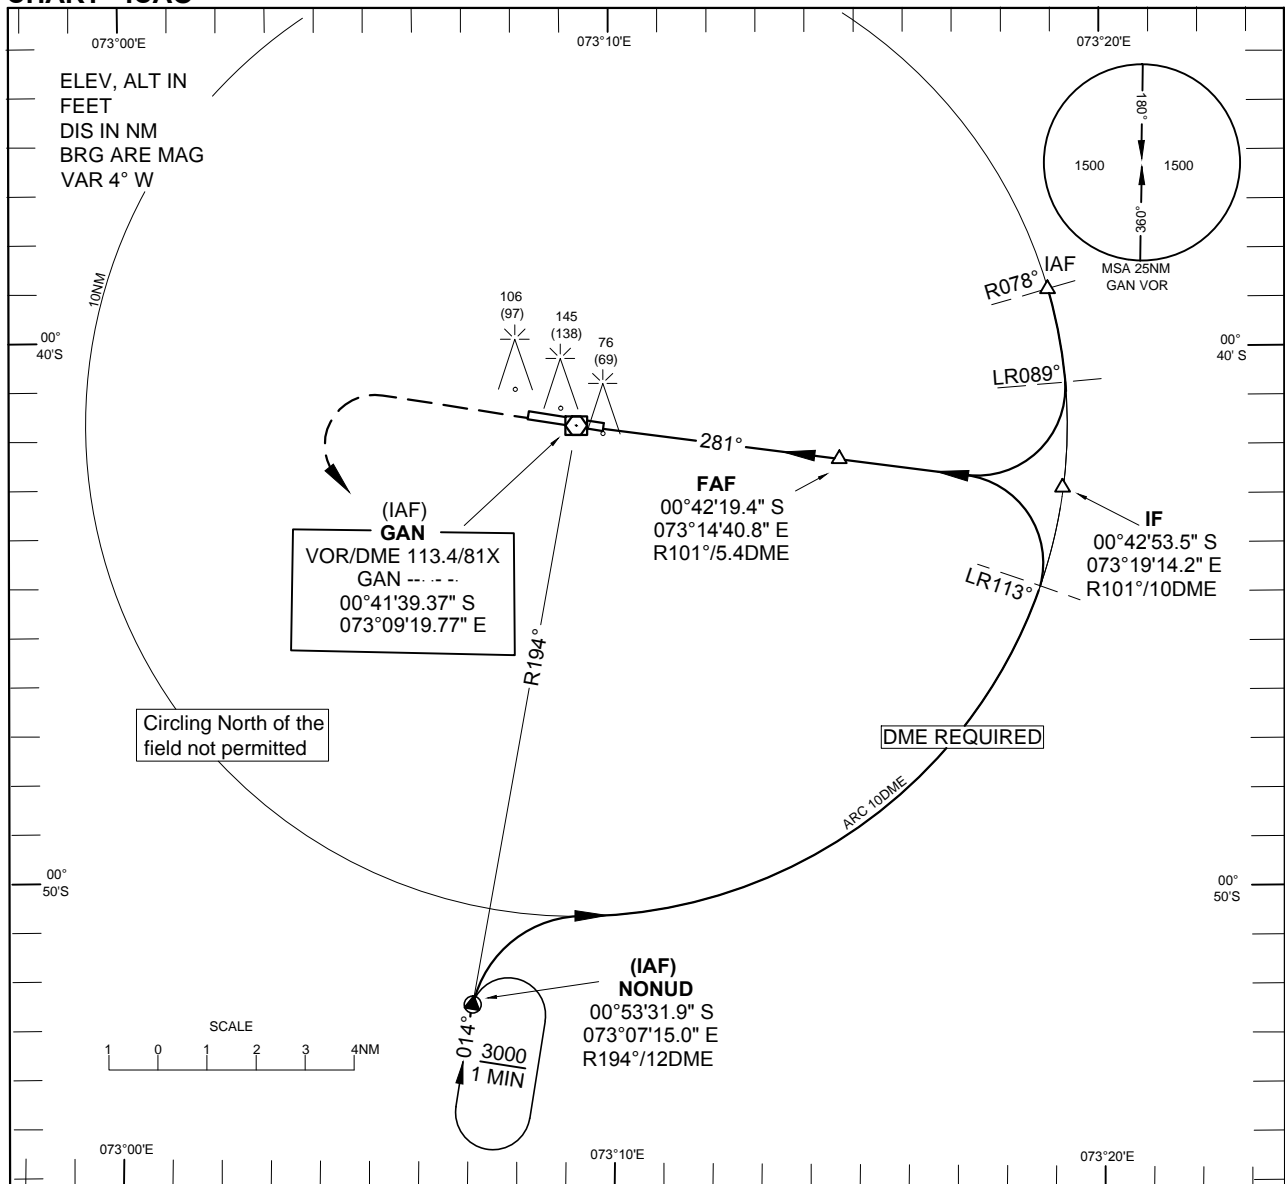 CHART - ICAO
073°00'E
073°10'E
073°20'E
ELEV, ALT IN
FEET
DIS IN NM
BRG ARE MAG
VAR 4° W
180°
1500
1500
360°
MSA 25NM
GAN VOR
IAF
R078°
10NM
106
(97)
145
(138)
76
(69)
00°
40'S
00°
40' S
LR089°
281°
FAF
00°42'19.4" S
073°14'40.8" E
R101°/5.4DME
IF
00°42'53.5" S
073°19'14.2" E
R101°/10DME
LR113°
(IAF)
GAN
VOR/DME 113.4/81X
GAN --· ·- -·
00°41'39.37" S
073°09'19.77" E
R194°
Circling North of the
field not permitted
DME REQUIRED
ARC 10DME
00°
50'S
00°
50'S
(IAF)
NONUD
00°53'31.9" S
073°07'15.0" E
R194°/12DME
014°
3000
1 MIN
SCALE
1 0 1 2 3 4NM
073°00'E
073°10'E
073°20'E